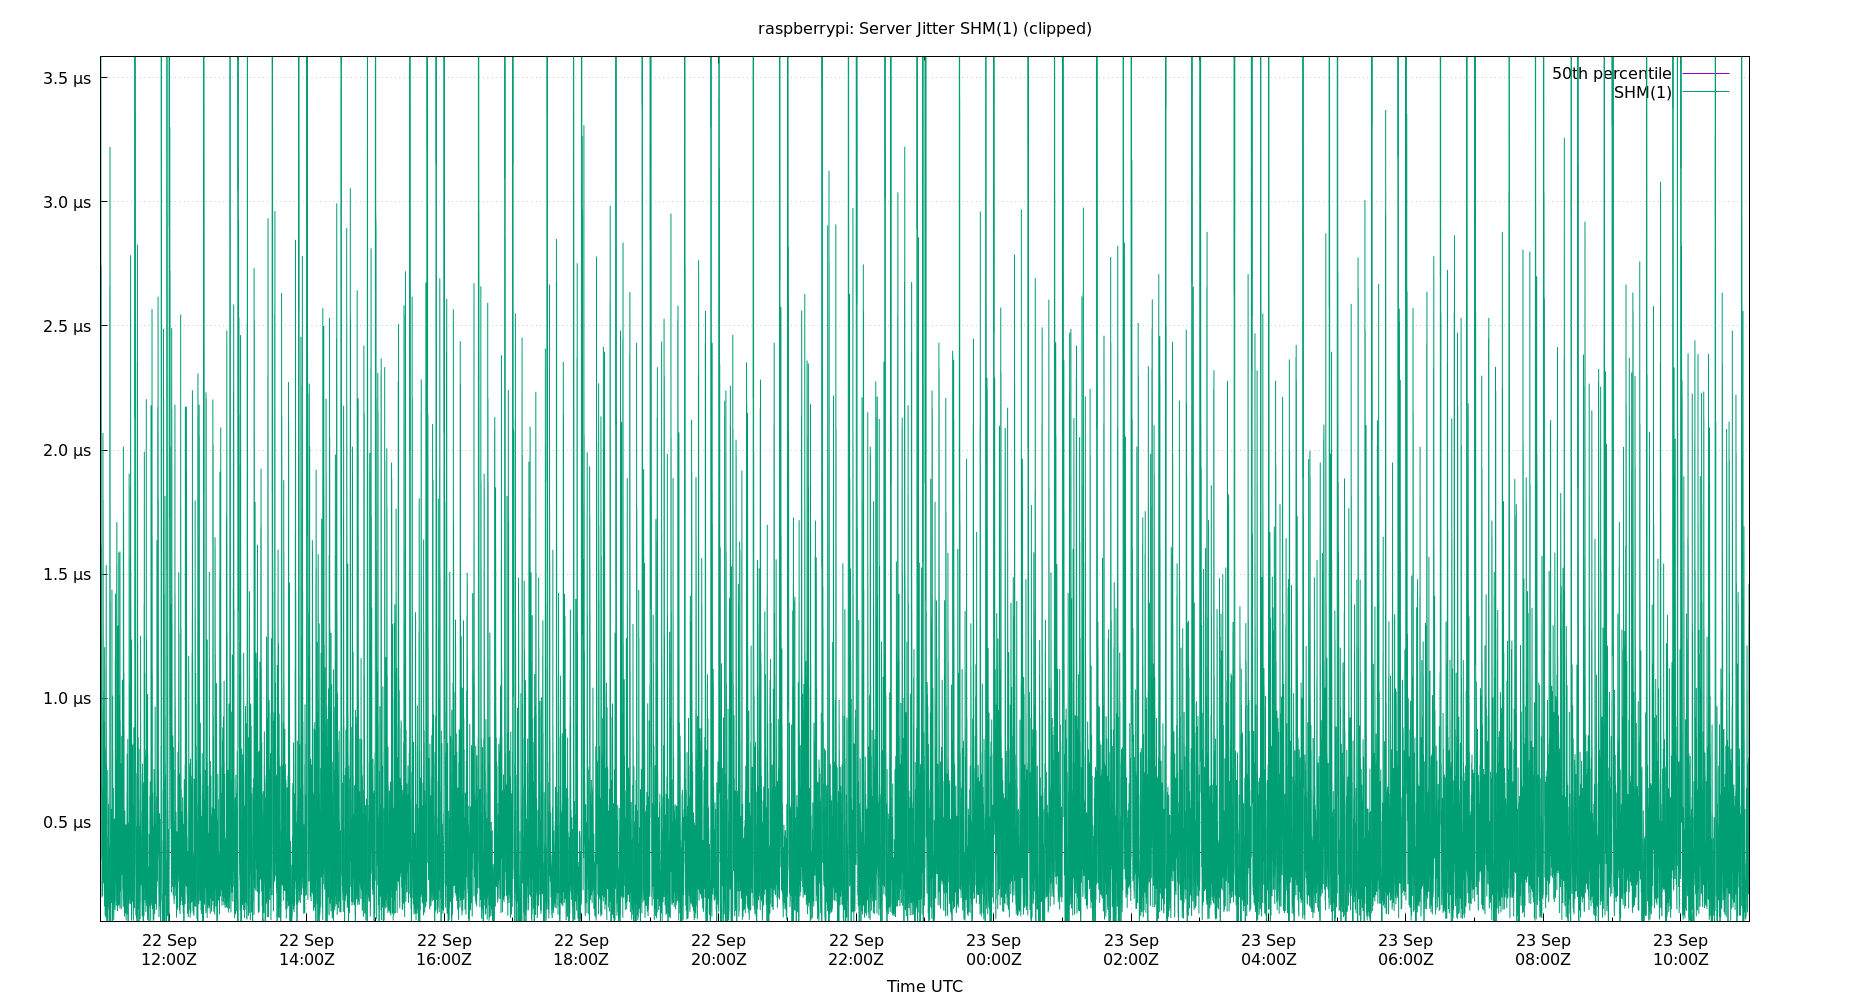 raspberrypi: Server Jitter SHM(1) (clipped)
3.5 µs
3.0 µs
2.5 µs
2.0 µs
1.5 µs
1.0 µs
0.5 µs
50th percentile
SHM(1)
22 Sep 22 Sep 22 Sep 22 Sep 22 Sep 22 Sep 23 Sep 23 Sep 23 Sep 23 Sep 23 Sep 23 Sep
12:00Z 14:00Z 16:00Z 18:00Z 20:00Z 22:00Z 00:00Z 02:00Z 04:00Z 06:00Z 08:00Z 10:00Z
Time UTC